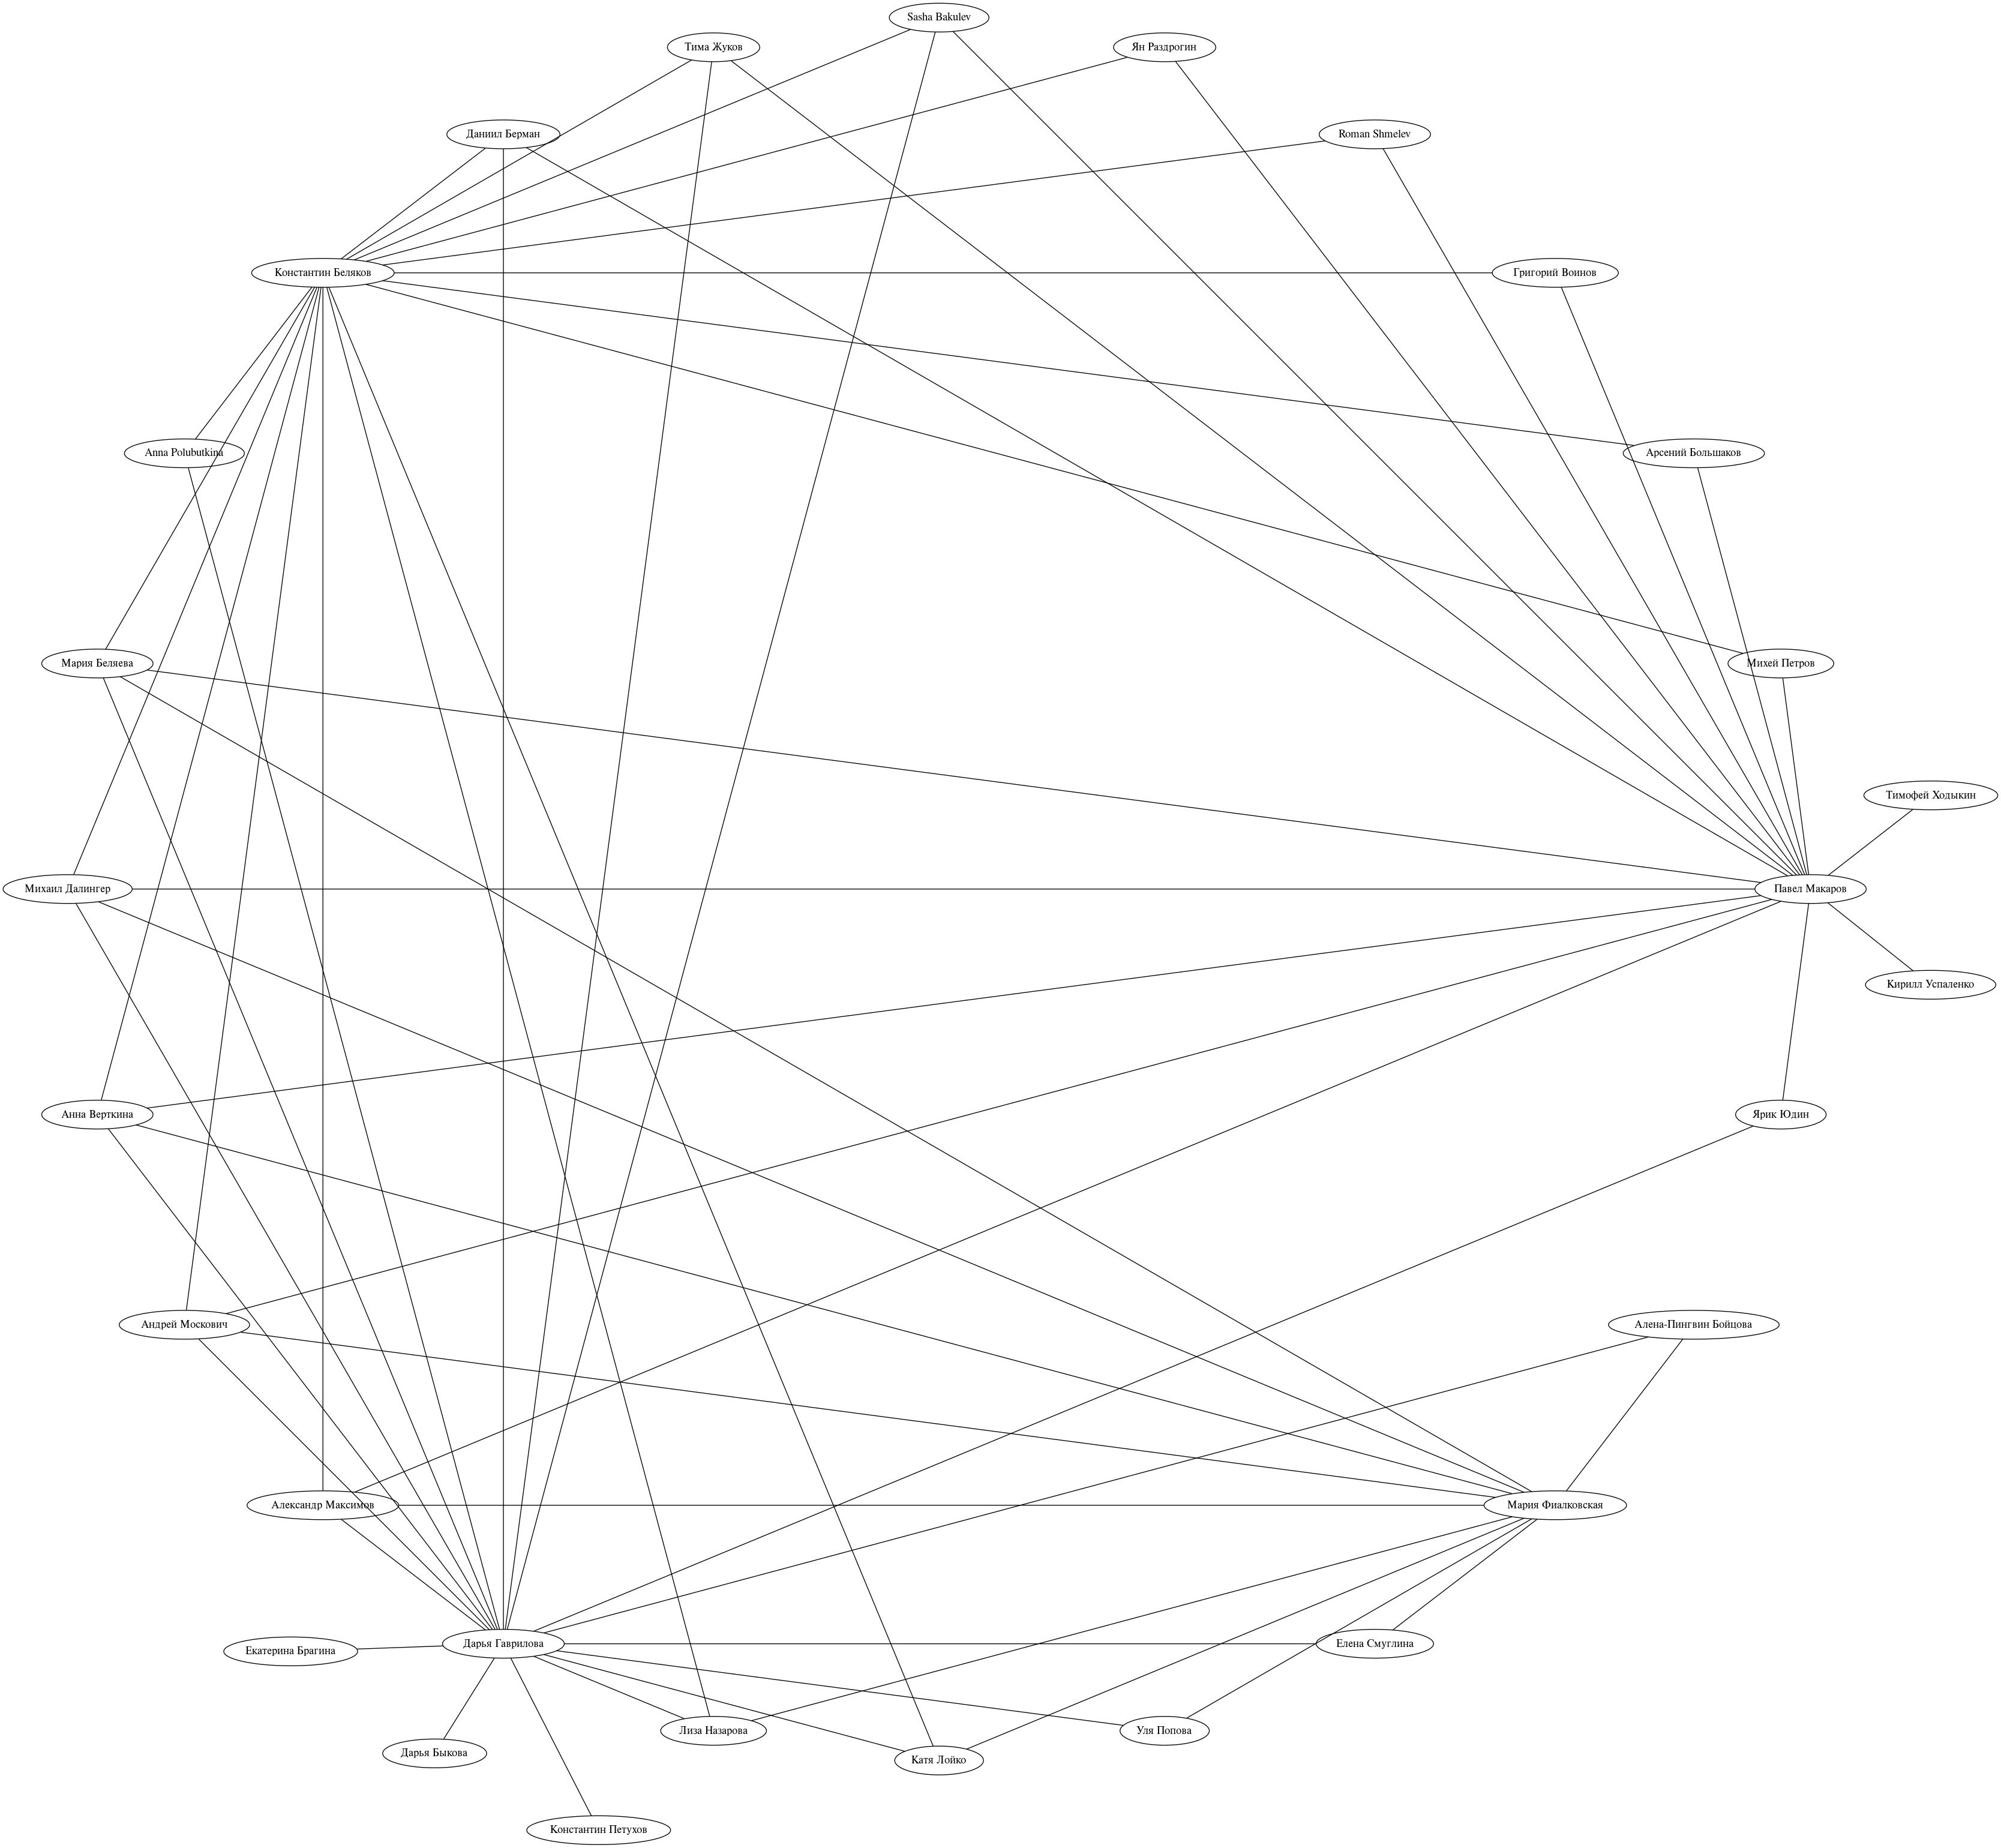 Sasha Bakulev
Тима Жуков
Ян Раздрогин
Даниил Берман
Roman Shmelev
Константин Беляков
Григорий Воинов
Anna Polubutkina
Арсений Большаков
Мария Беляева
Михей Петров
Тимофей Ходыкин
Михаил Далингер
Павел Макаров
Кирилл Успаленко
Анна Верткина
Ярик Юдин
Андрей Москович
Алена-Пингвин Бойцова
Александр Максимов
Мария Фиалковская
Дарья Гаврилова
Елена Смуглина
Екатерина Брагина
Лиза Назарова
Уля Попова
Дарья Быкова
Катя Лойко
Константин Петухов